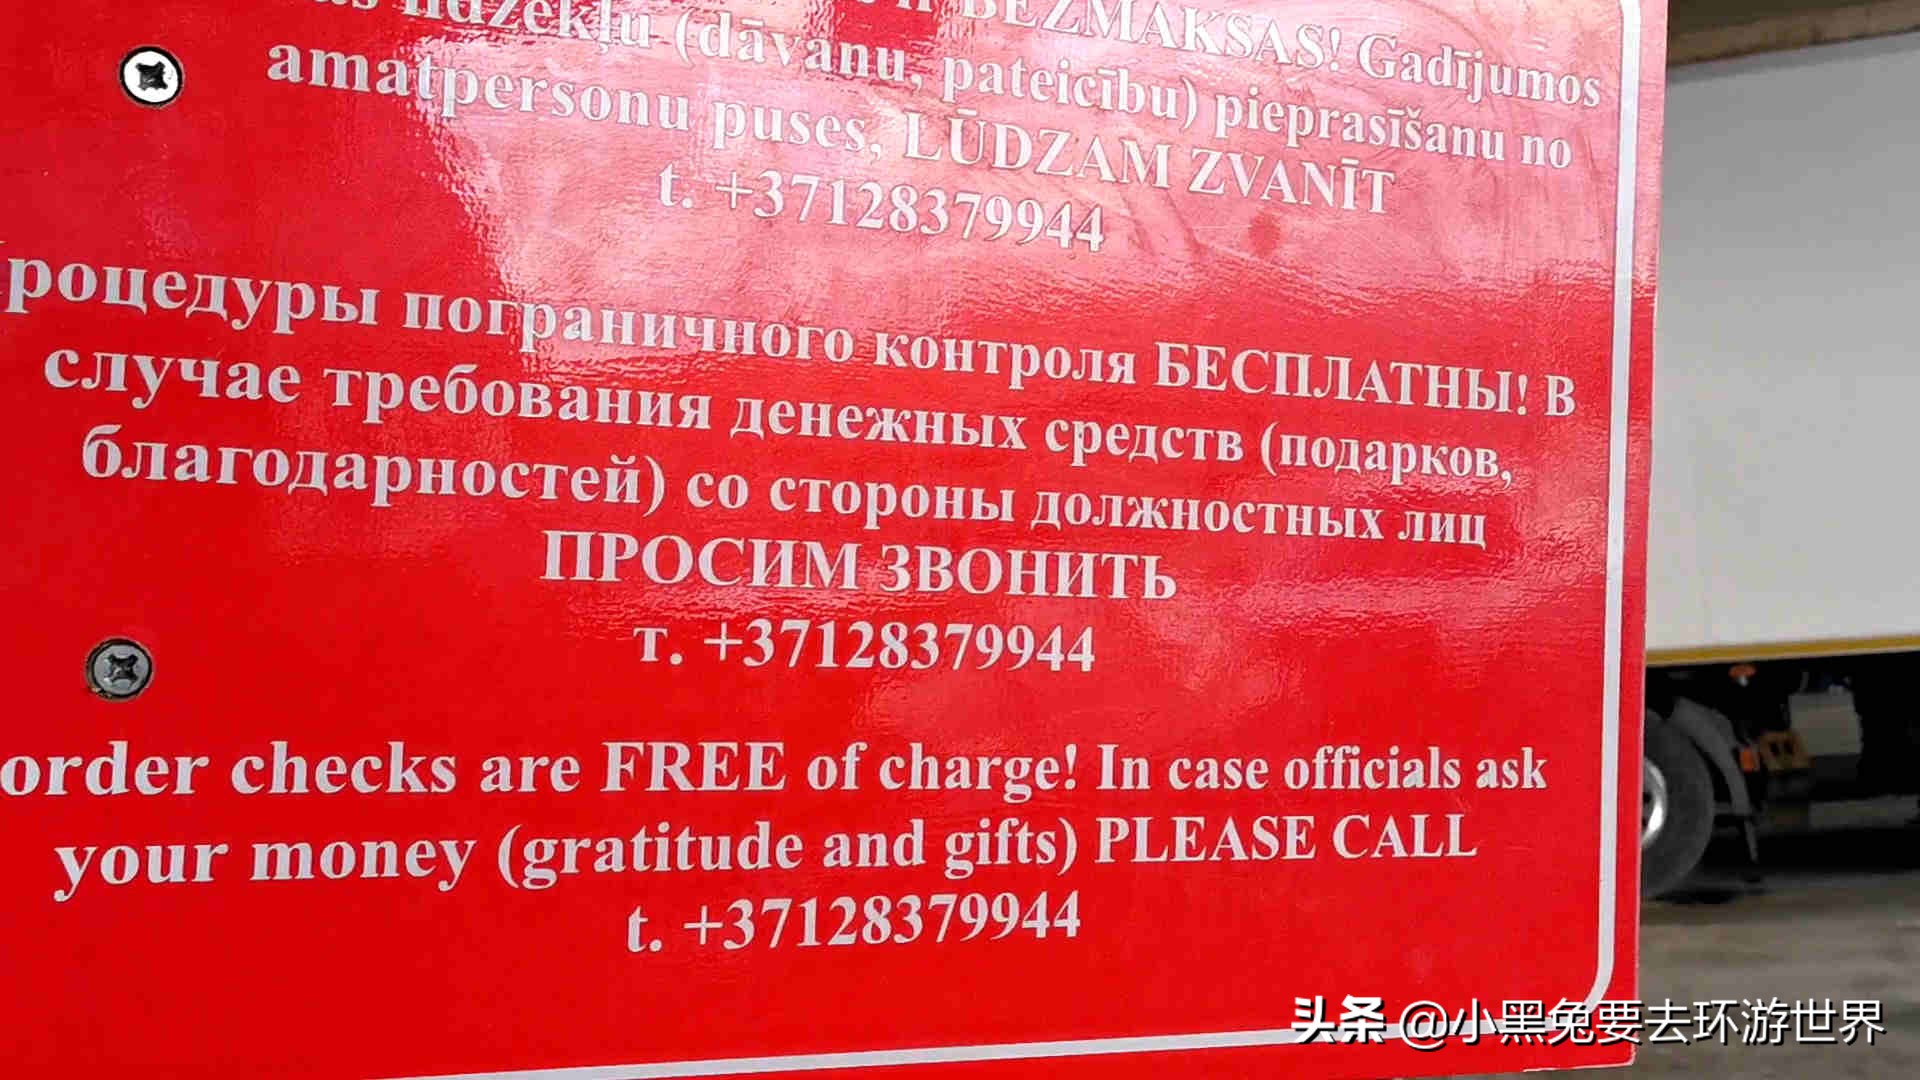 līdzekļu (dāvanu, pateicību) pieprasīšanu no
BEZMAKSAS! Gadījumos
amatpersonu puses, LŪDZAM ZVANĪT
t. +37128379944
роцедуры пограничного контроля БЕСПЛАТНЫ! В
случае требования денежных средств (подарков,
благодарностей) со стороны должностных лиц
ПРОСИМ ЗВОНИТЬ
т. +37128379944
order checks are FREE of charge! In case officials ask
your money (gratitude and gifts) PLEASE CALL
t. +37128379944
头条 @小黑兔要去环游世界